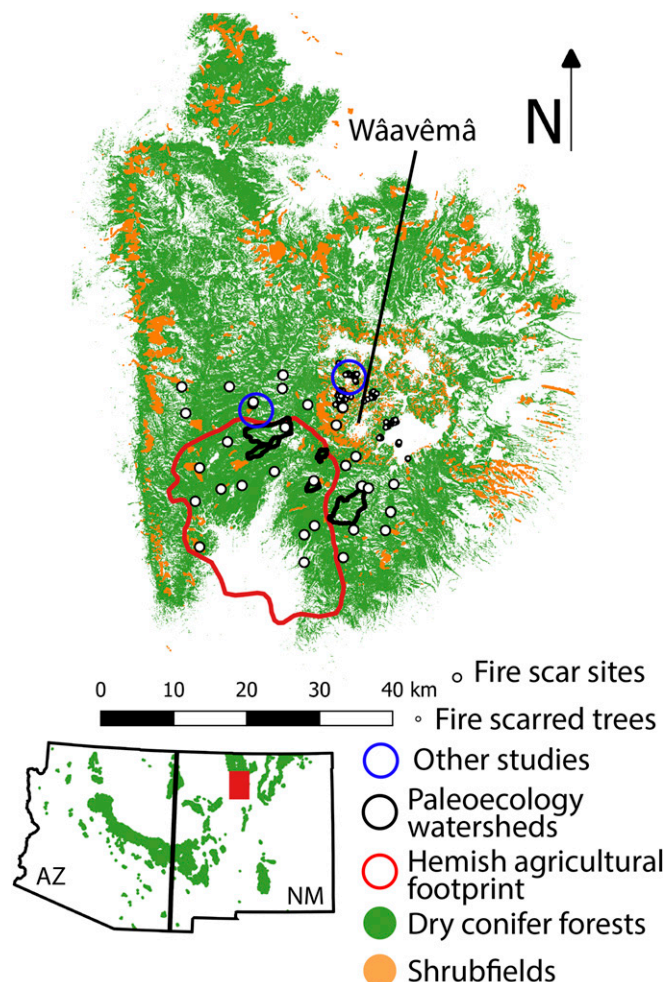 N
Wâavêmâ
0 10 20 30 40 km
Fire scar sites
Fire scarred trees
Other studies
Paleoecology
watersheds
Hemish agricultural
footprint
Dry conifer forests
Shrubfields
AZ
NM